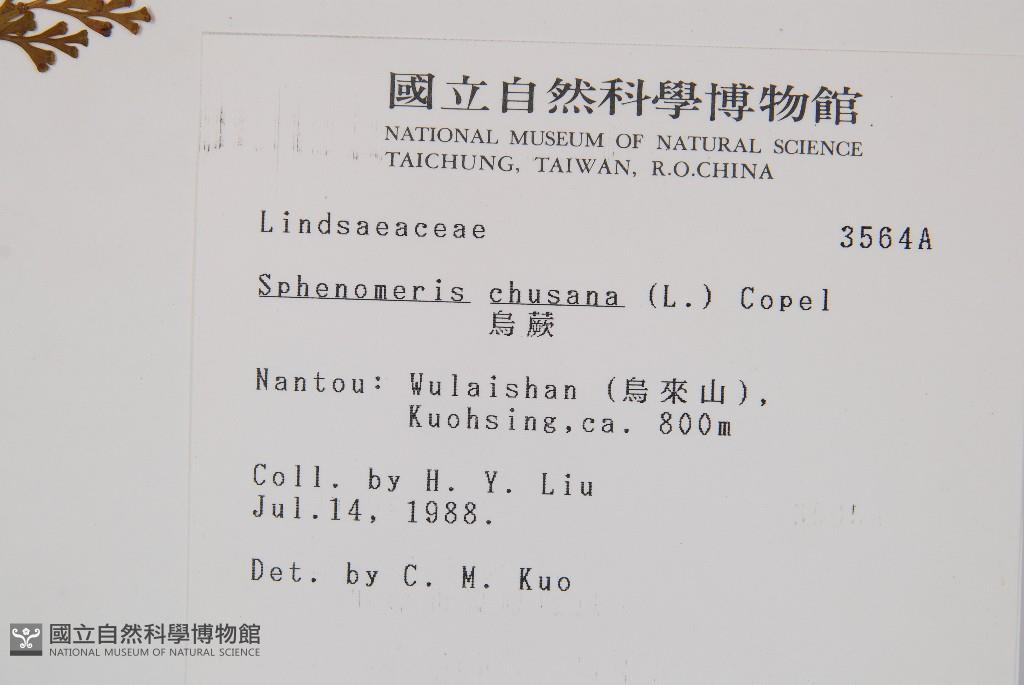 國立自然科學博物館
NATIONAL MUSEUM OF NATURAL SCIENCE
TAICHUNG, TAIWAN, R.O.CHINA
Lindsaeaceae 3564A
Sphenomeris chusana (L.) Copel
烏蕨
Nantou: Wulaishan (烏來山),
Kuohsing,ca. 800m
Coll. by H. Y. Liu
Jul.14, 1988.
Det. by C. M. Kuo
國立自然科學博物館
NATIONAL MUSEUM OF NATURAL SCIENCE